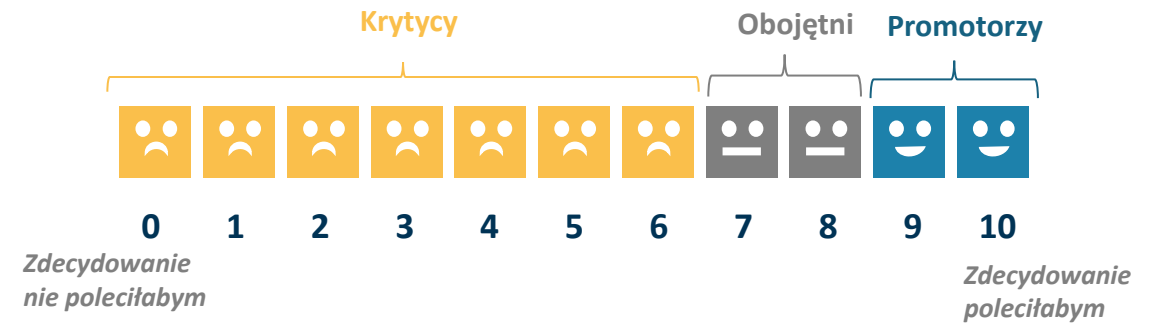 Krytycy
Obojętni
Promotorzy
0 1 2 3 4 5 6 7 8 9 10
Zdecydowanie
nie poleciłabym
Zdecydowanie
poleciłabym